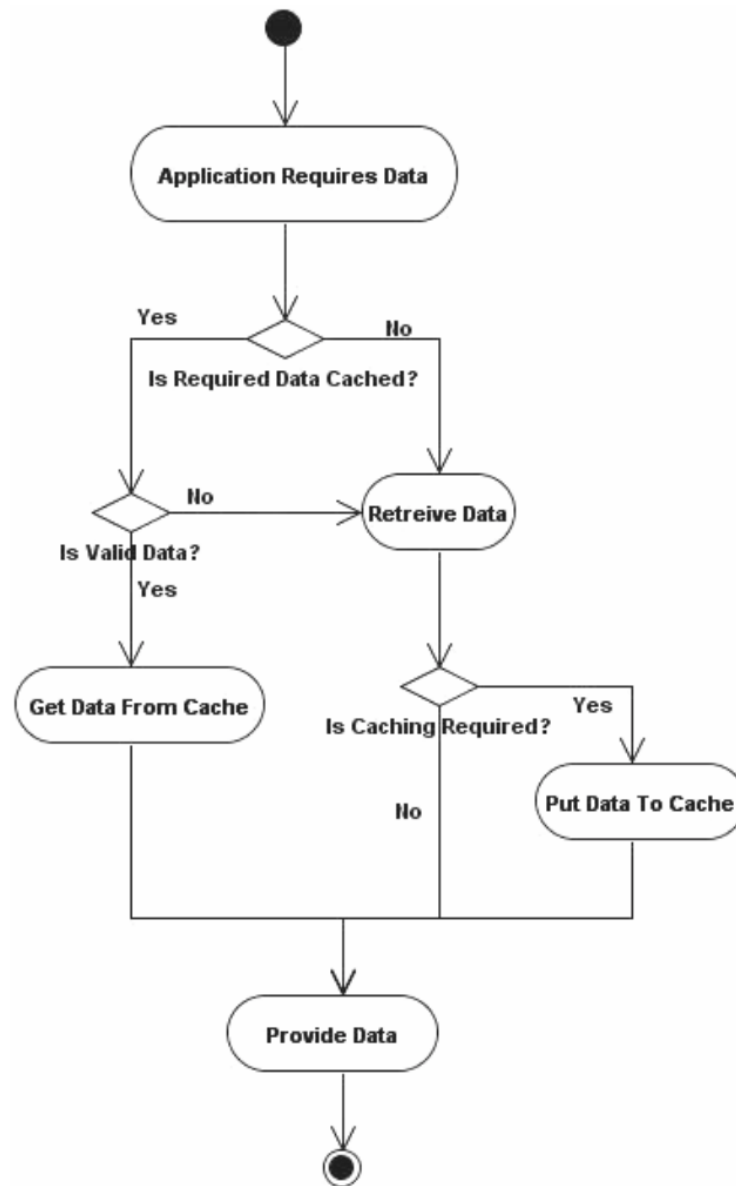 Application Requires Data
Yes
No
Is Required Data Cached?
No
Retreive Data
Is Valid Data?
Yes
Get Data From Cache
Is Caching Required?
Yes
Put Data To Cache
No
Provide Data